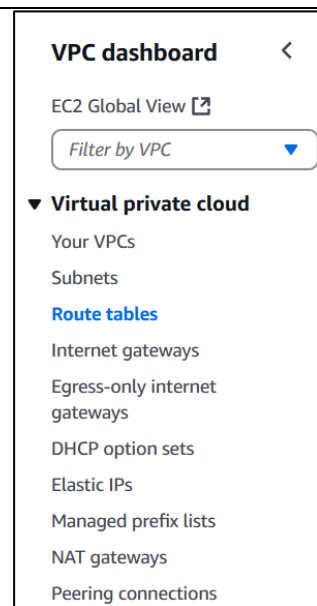 VPC dashboard
EC2 Global View
Filter by VPC
Virtual private cloud
Your VPCs
Subnets
Route tables
Internet gateways
Egress-only internet
gateways
DHCP option sets
Elastic IPs
Managed prefix lists
NAT gateways
Peering connections